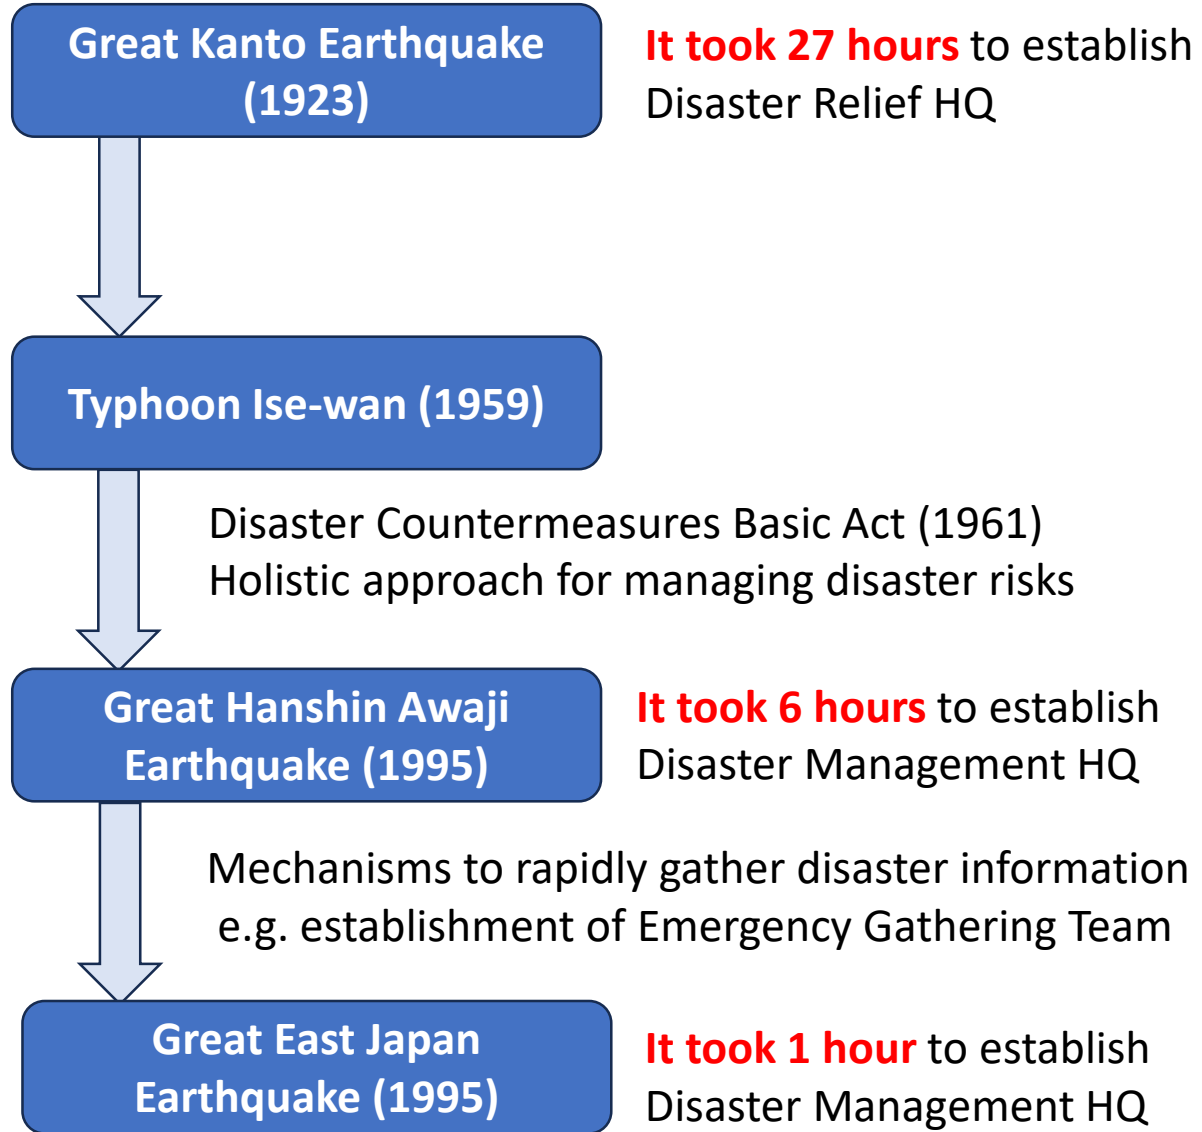 Great Kanto Earthquake
(1923)
It took 27 hours to establish
Disaster Relief HQ
Typhoon Ise-wan (1959)
Disaster Countermeasures Basic Act (1961)
Holistic approach for managing disaster risks
Great Hanshin Awaji
Earthquake (1995)
It took 6 hours to establish
Disaster Management HQ
Mechanisms to rapidly gather disaster information
e.g. establishment of Emergency Gathering Team
Great East Japan
Earthquake (1995)
It took 1 hour to establish
Disaster Management HQ